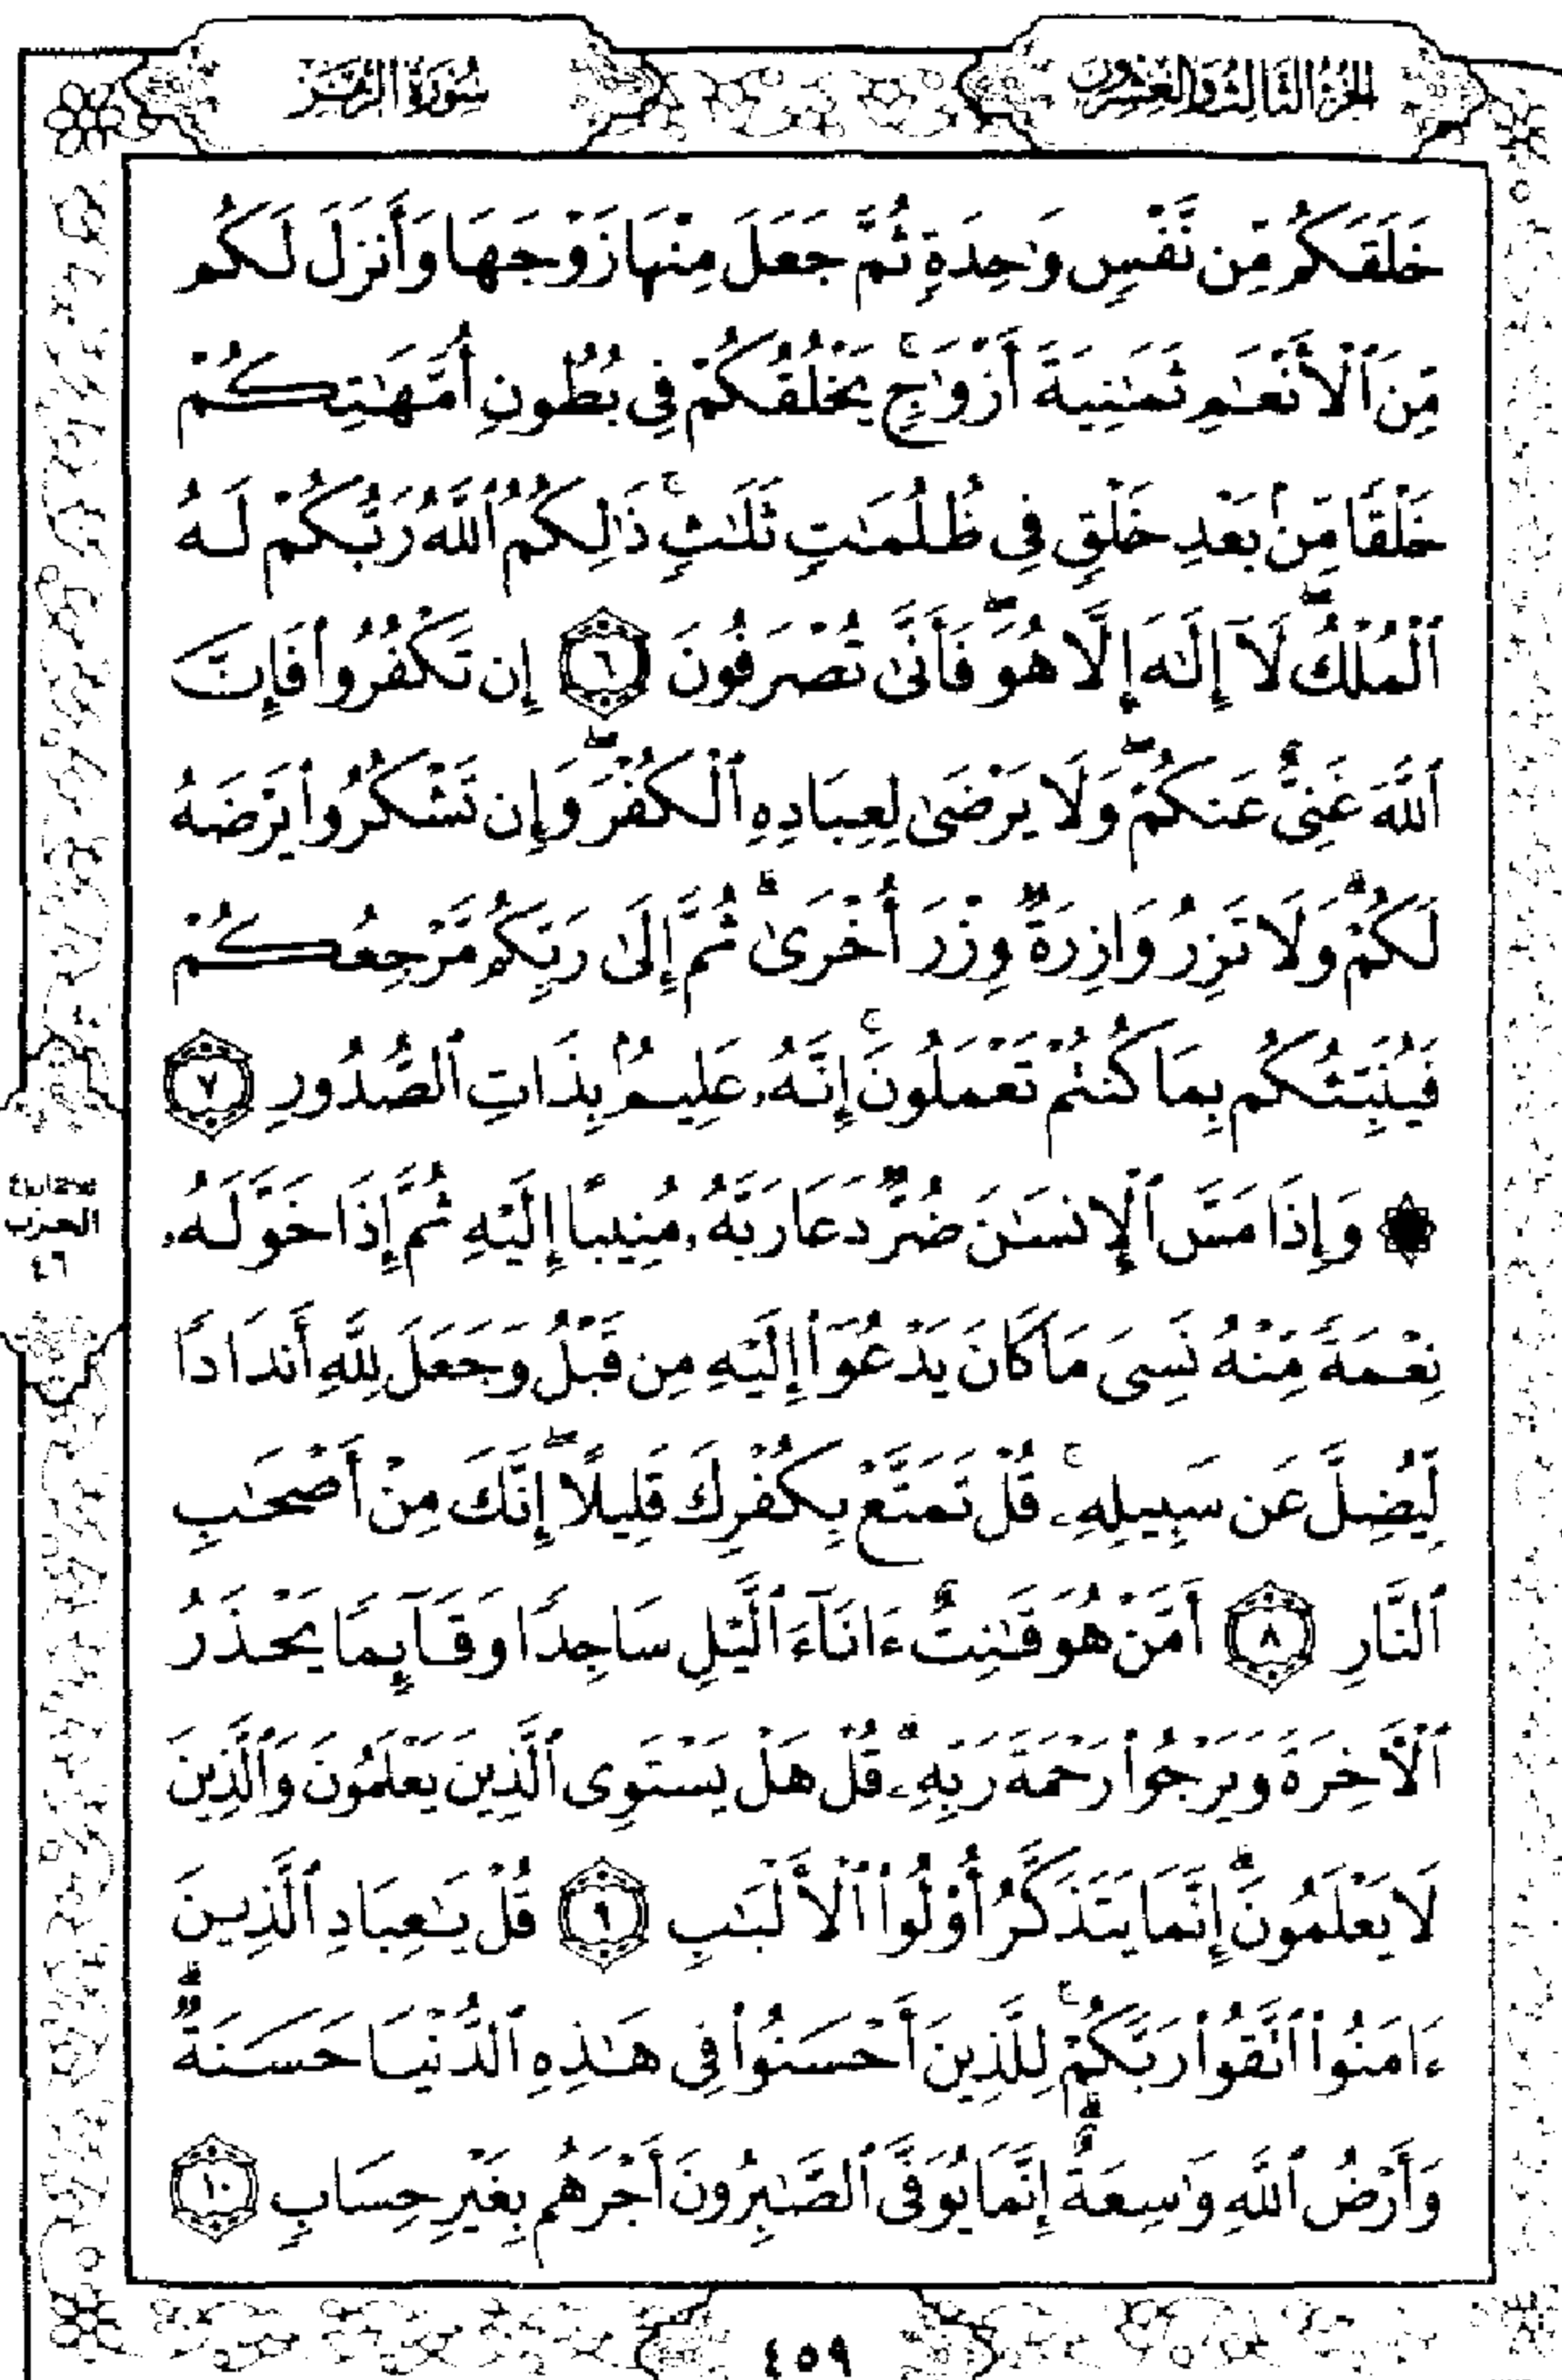 الجزء الثالث والعشرون
سورة الزمر
خَلَقَكُم مِّن نَّفْسٍ وَٰحِدَةٍ ثُمَّ جَعَلَ مِنْهَا زَوْجَهَا وَأَنزَلَ لَكُم
مِّنَ ٱلْأَنْعَـٰمِ ثَمَـٰنِيَةَ أَزْوَٰجٍ ۚ يَخْلُقُكُمْ فِى بُطُونِ أُمَّهَـٰتِكُمْ
خَلْقًا مِّنۢ بَعْدِ خَلْقٍ فِى ظُلُمَـٰتٍ ثَلَـٰثٍ ۚ ذَٰلِكُمُ ٱللَّهُ رَبُّكُمْ لَهُ
ٱلْمُلْكُ ۖ لَآ إِلَـٰهَ إِلَّا هُوَ ۖ فَأَنَّىٰ تُصْرَفُونَ ٦ إِن تَكْفُرُوا۟ فَإِنَّ
ٱللَّهَ غَنِىٌّ عَنكُمْ ۖ وَلَا يَرْضَىٰ لِعِبَادِهِ ٱلْكُفْرَ ۖ وَإِن تَشْكُرُوا۟ يَرْضَهُ
لَكُمْ ۗ وَلَا تَزِرُ وَازِرَةٌ وِزْرَ أُخْرَىٰ ۗ ثُمَّ إِلَىٰ رَبِّكُم مَّرْجِعُكُمْ
فَيُنَبِّئُكُم بِمَا كُنتُمْ تَعْمَلُونَ ۚ إِنَّهُۥ عَلِيمٌۢ بِذَاتِ ٱلصُّدُورِ ٧
۞ وَإِذَا مَسَّ ٱلْإِنسَـٰنَ ضُرٌّ دَعَا رَبَّهُۥ مُنِيبًا إِلَيْهِ ثُمَّ إِذَا خَوَّلَهُۥ
نِعْمَةً مِّنْهُ نَسِىَ مَا كَانَ يَدْعُوٓا۟ إِلَيْهِ مِن قَبْلُ وَجَعَلَ لِلَّهِ أَندَادًا
لِّيُضِلَّ عَن سَبِيلِهِۦ ۚ قُلْ تَمَتَّعْ بِكُفْرِكَ قَلِيلًا ۖ إِنَّكَ مِنْ أَصْحَـٰبِ
ٱلنَّارِ ٨ أَمَّنْ هُوَ قَـٰنِتٌ ءَانَآءَ ٱلَّيْلِ سَاجِدًا وَقَآئِمًا يَحْذَرُ
ٱلْـَٔاخِرَةَ وَيَرْجُوا۟ رَحْمَةَ رَبِّهِۦ ۗ قُلْ هَلْ يَسْتَوِى ٱلَّذِينَ يَعْلَمُونَ وَٱلَّذِينَ
لَا يَعْلَمُونَ ۗ إِنَّمَا يَتَذَكَّرُ أُو۟لُوا۟ ٱلْأَلْبَـٰبِ ٩ قُلْ يَـٰعِبَادِ ٱلَّذِينَ
ءَامَنُوا۟ ٱتَّقُوا۟ رَبَّكُمْ ۚ لِلَّذِينَ أَحْسَنُوا۟ فِى هَـٰذِهِ ٱلدُّنْيَا حَسَنَةٌ ۗ
وَأَرْضُ ٱللَّهِ وَٰسِعَةٌ ۗ إِنَّمَا يُوَفَّى ٱلصَّـٰبِرُونَ أَجْرَهُم بِغَيْرِ حِسَابٍ ١٠
الحزب
٤٦
٤٥٩